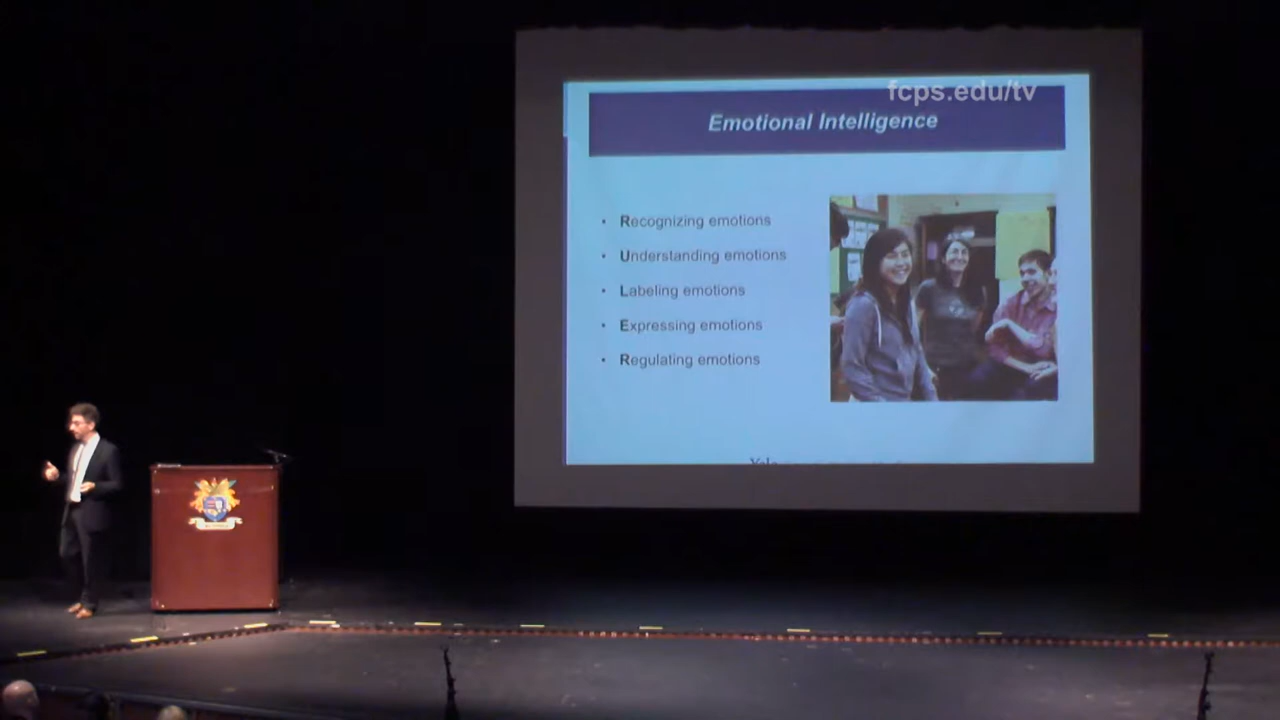 fcps.edu/tv
Emotional Intelligence
• Recognizing emotions
• Understanding emotions
• Labeling emotions
• Expressing emotions
• Regulating emotions